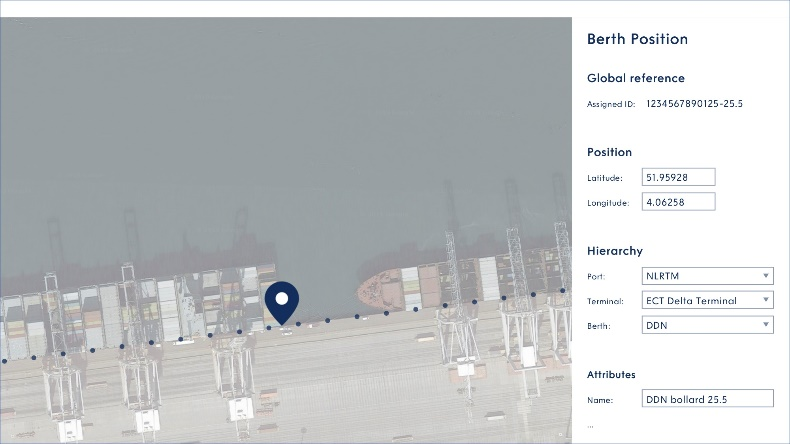 Berth Position
Global reference
Assigned ID: 1234567890125-25.5
Position
Latitude: 51.95928
Longitude: 4.06258
Hierarchy
Port: NLRTM
Terminal: ECT Delta Terminal
Berth: DDN
Attributes
Name: DDN bollard 25.5
...